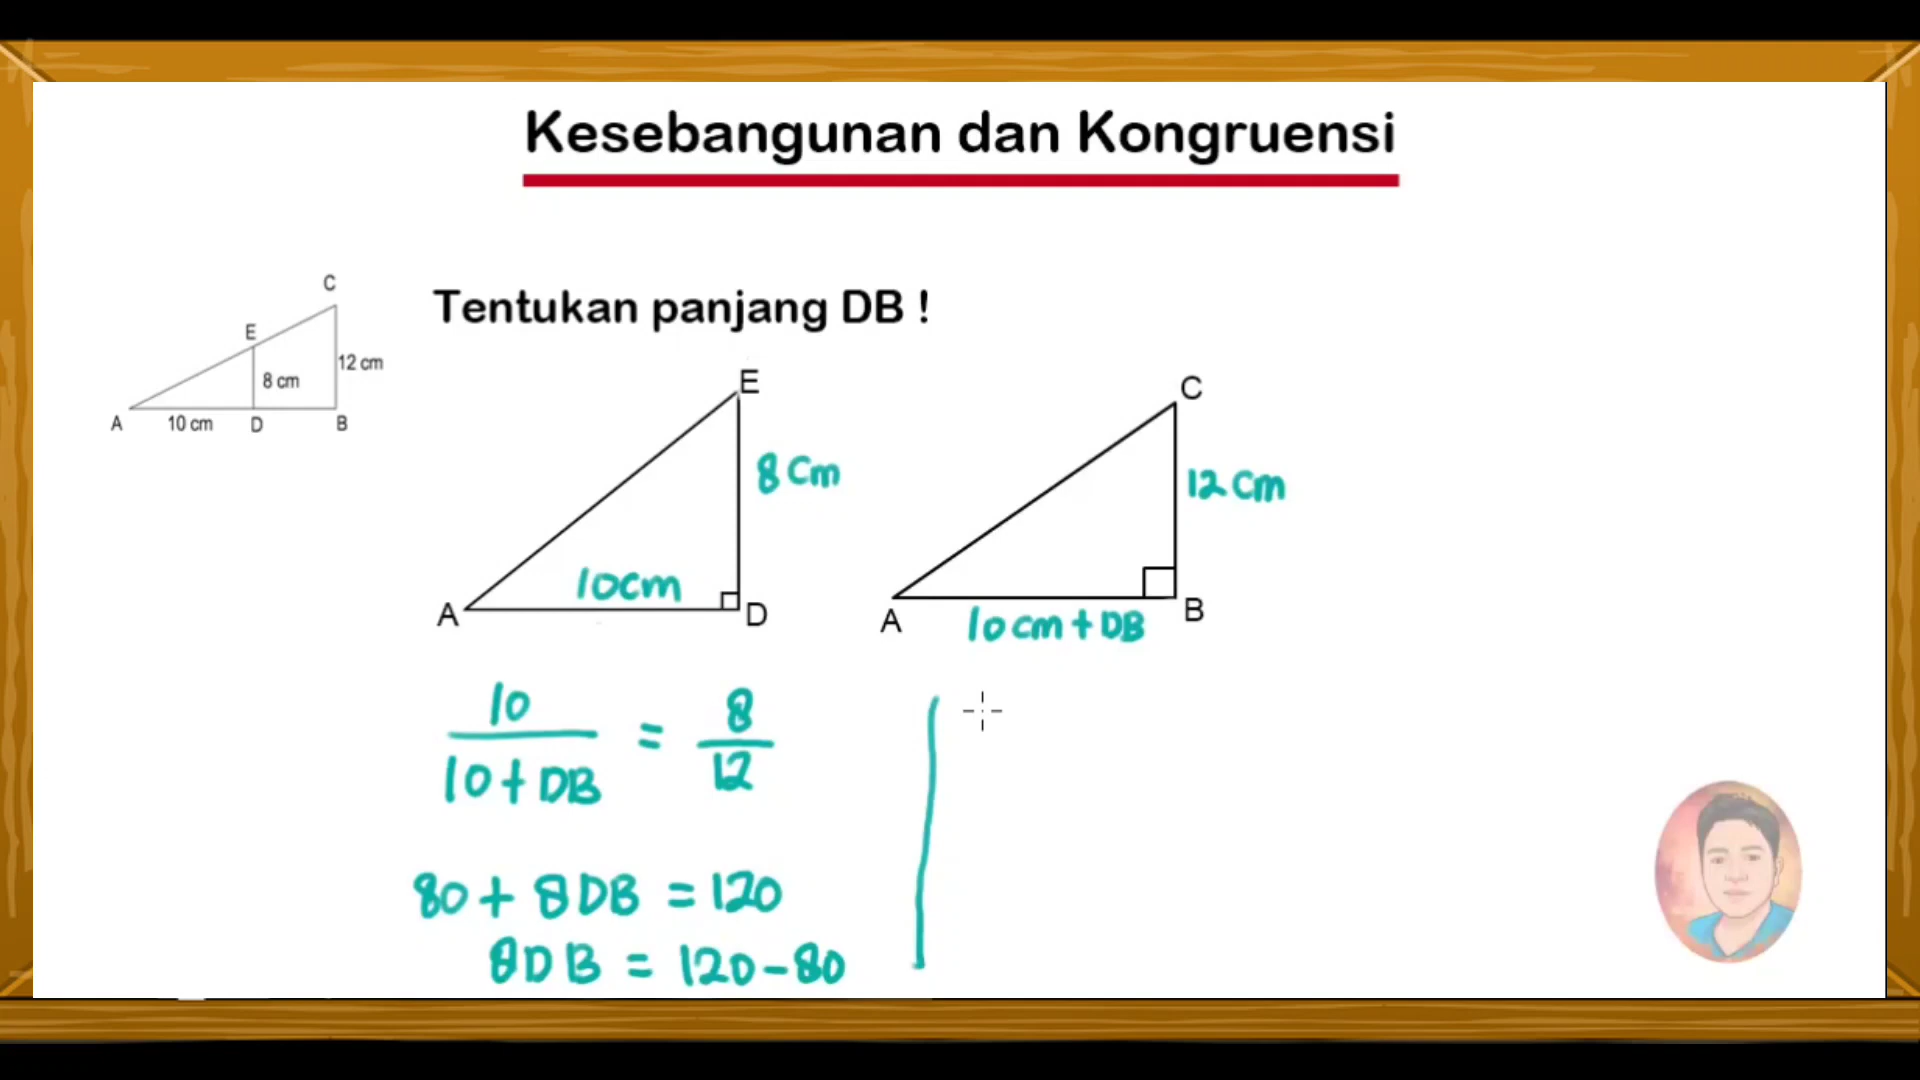 Kesebangunan dan Kongruensi
Tentukan panjang DB !
C
E
12 cm
8 cm
A 10 cm D B
E
8 Cm
10cm
A D
C
12 Cm
A B
10 cm + DB
10 / 10 + DB = 8 / 12
80 + 8 DB = 120
8 DB = 120 - 80